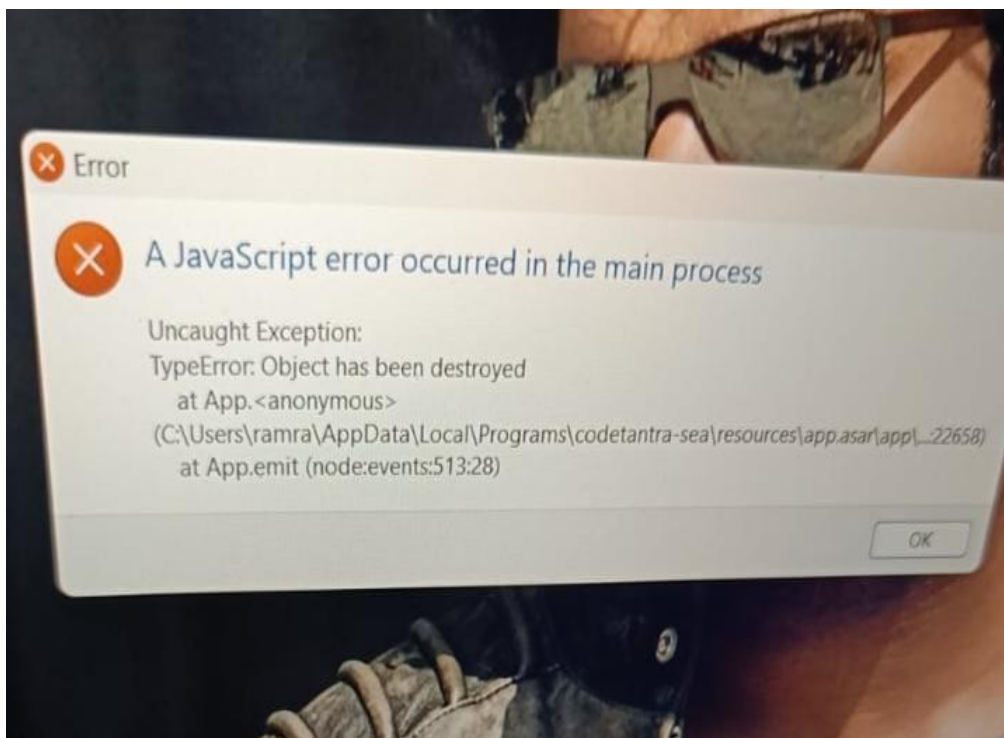 Error
A JavaScript error occurred in the main process
Uncaught Exception:
TypeError: Object has been destroyed
at App.<anonymous>
(C:\Users\ramra\AppData\Local\Programs\codetantra-sea\resources\app.asar\app\...:22658)
at App.emit (node:events:513:28)
OK